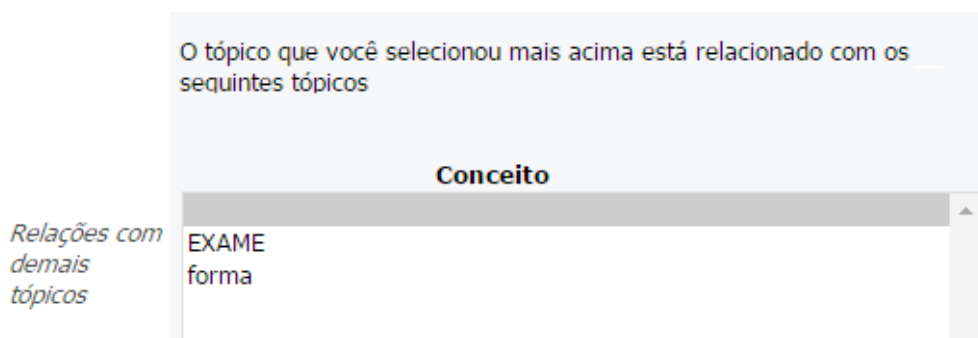 O tópico que você selecionou mais acima está relacionado com os
seguintes tópicos
Conceito
Relações com
demais
tópicos
EXAME
forma